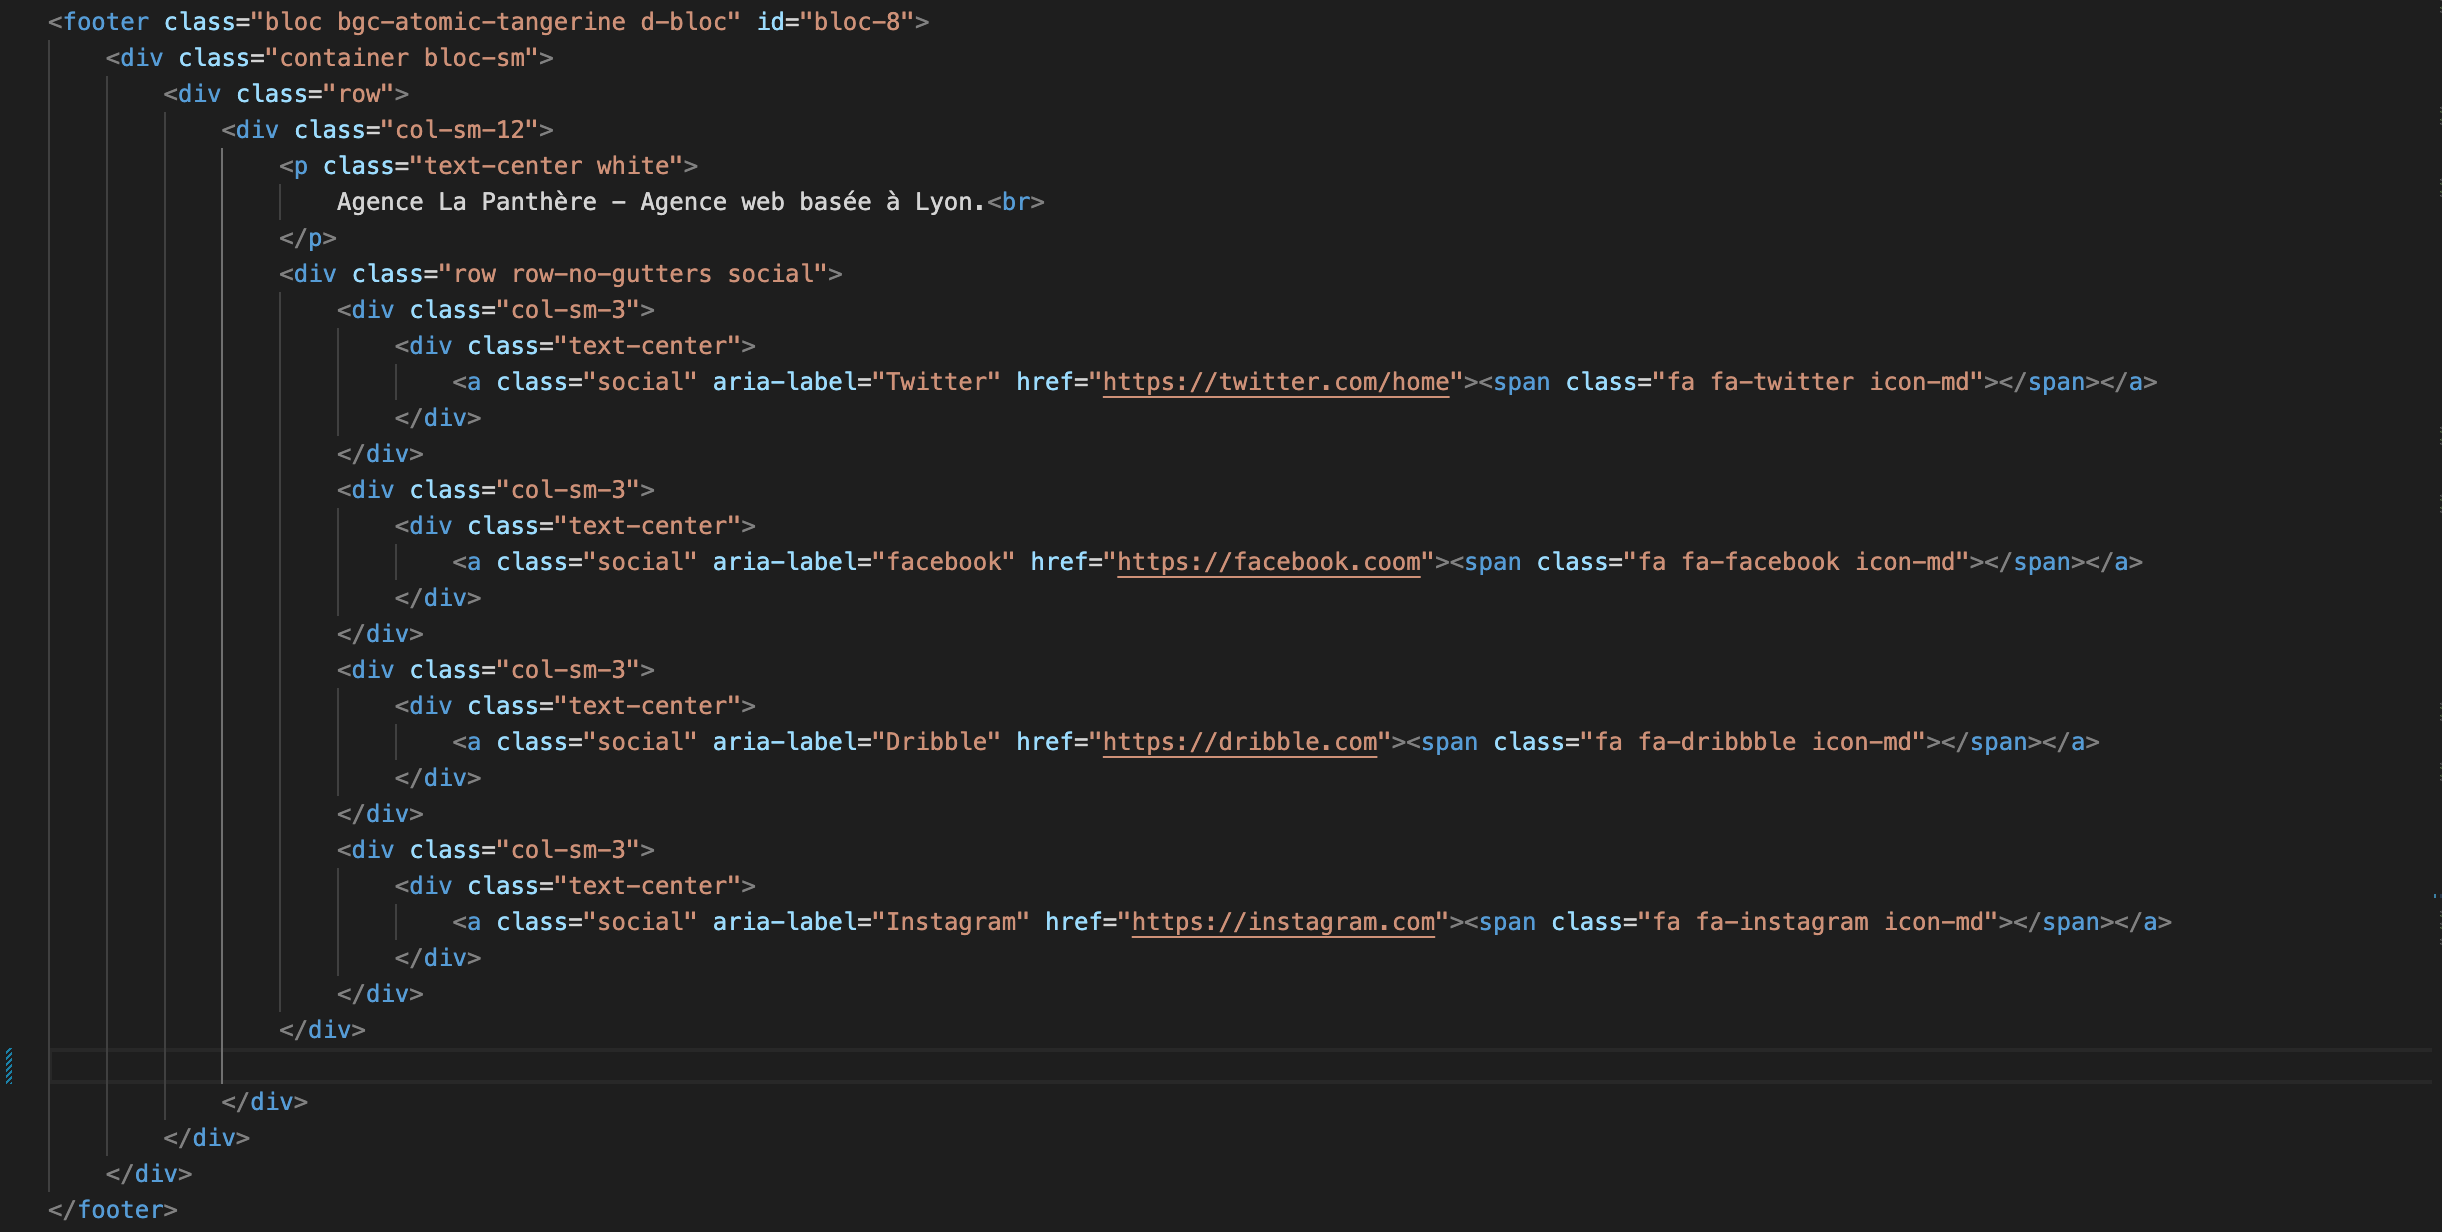 <footer class="bloc bgc-atomic-tangerine d-bloc" id="bloc-8">
<div class="container bloc-sm">
<div class="row">
<div class="col-sm-12">
<p class="text-center white">
Agence La Panthère - Agence web basée à Lyon.<br>
</p>
<div class="row row-no-gutters social">
<div class="col-sm-3">
<div class="text-center">
<a class="social" aria-label="Twitter" href="https://twitter.com/home"><span class="fa fa-twitter icon-md"></span></a>
</div>
</div>
<div class="col-sm-3">
<div class="text-center">
<a class="social" aria-label="facebook" href="https://facebook.coom"><span class="fa fa-facebook icon-md"></span></a>
</div>
</div>
<div class="col-sm-3">
<div class="text-center">
<a class="social" aria-label="Dribble" href="https://dribble.com"><span class="fa fa-dribbble icon-md"></span></a>
</div>
</div>
<div class="col-sm-3">
<div class="text-center">
<a class="social" aria-label="Instagram" href="https://instagram.com"><span class="fa fa-instagram icon-md"></span></a>
</div>
</div>
</div>
</div>
</div>
</div>
</footer>